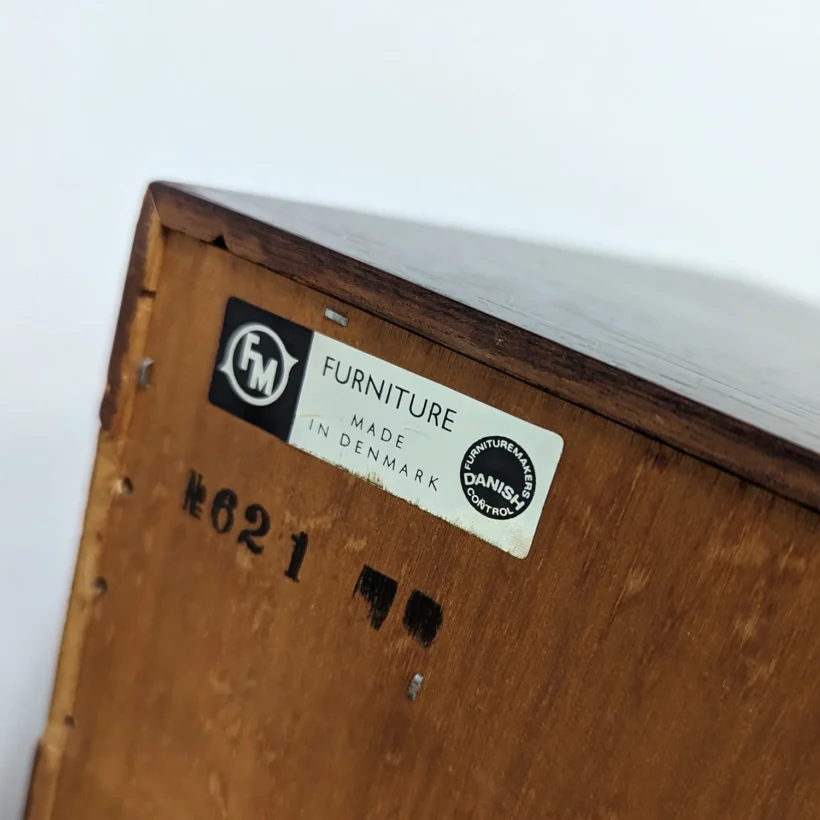 FM
FURNITURE
MADE
IN DENMARK
FURNITUREMAKERS
DANISH
CONTROL
№621